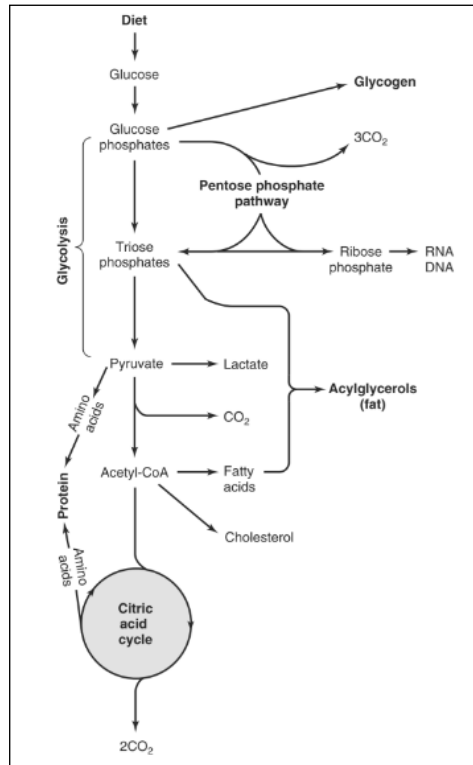 Diet
Glucose
Glycogen
Glucose
phosphates
3CO₂
Pentose phosphate
pathway
Glycolysis
Triose
phosphates
Ribose
phosphate
RNA
DNA
Pyruvate
Lactate
Acylglycerols
(fat)
Amino
acids
CO₂
Acetyl-CoA
Fatty
acids
Protein
Cholesterol
Amino
acids
Citric
acid
cycle
2CO₂